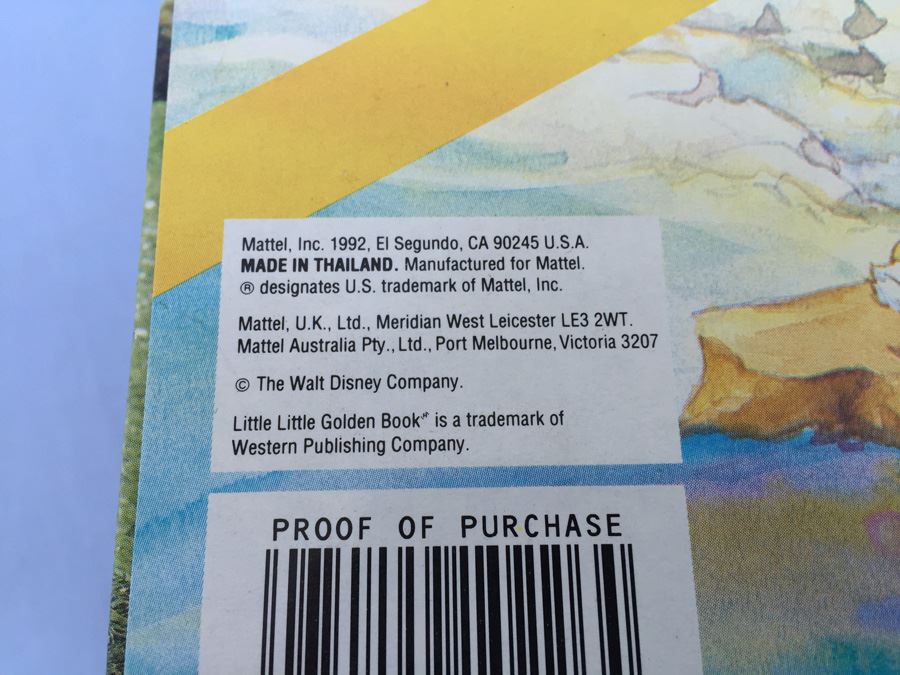 Mattel, Inc. 1992, El Segundo, CA 90245 U.S.A.
MADE IN THAILAND. Manufactured for Mattel.
® designates U.S. trademark of Mattel, Inc.
Mattel, U.K., Ltd., Meridian West Leicester LE3 2WT.
Mattel Australia Pty., Ltd., Port Melbourne, Victoria 3207
© The Walt Disney Company.
Little Little Golden Book™ is a trademark of
Western Publishing Company.
PROOF OF PURCHASE